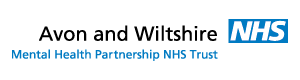 Avon and Wiltshire NHS
Mental Health Partnership NHS Trust